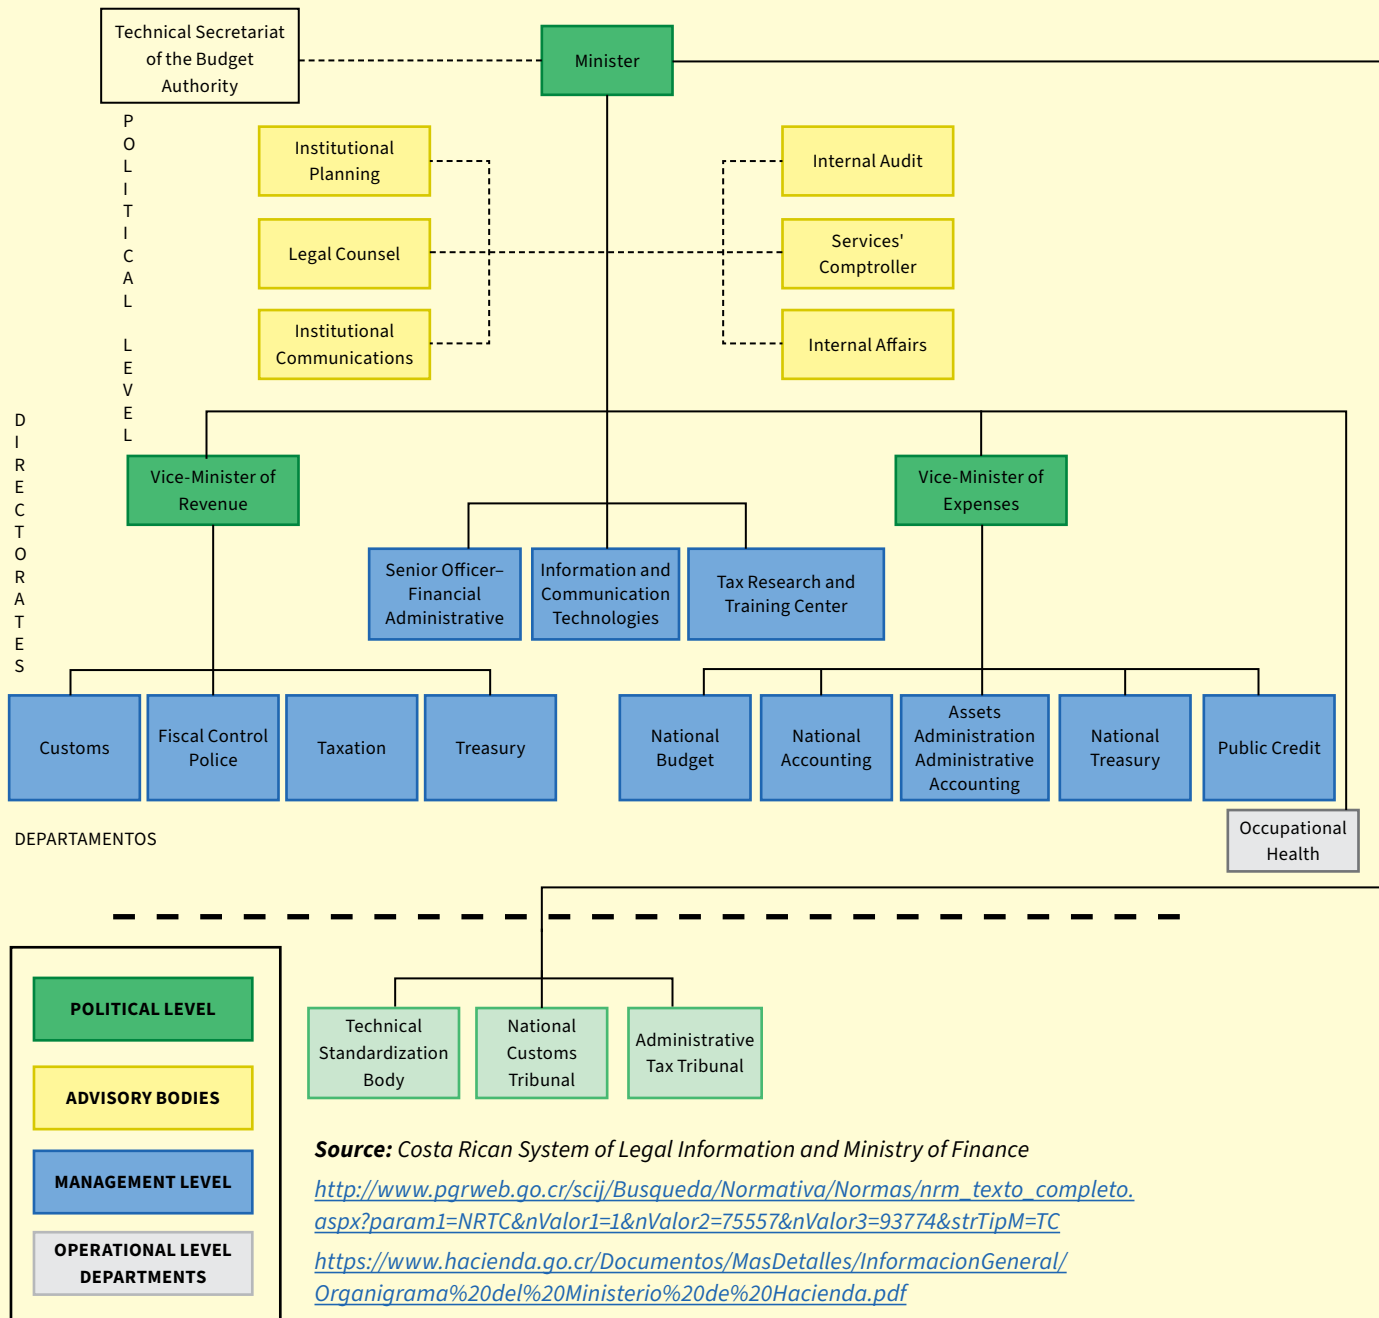 Technical Secretariat
of the Budget
Authority
Minister
POLITICAL LEVEL
Institutional
Planning
Internal Audit
Legal Counsel
Services'
Comptroller
Institutional
Communications
Internal Affairs
DIRECTORATES
Vice-Minister of
Revenue
Vice-Minister of
Expenses
Senior Officer–
Financial
Administrative
Information and
Communication
Technologies
Tax Research and
Training Center
Customs
Fiscal Control
Police
Taxation
Treasury
National
Budget
National
Accounting
Assets
Administration
Administrative
Accounting
National
Treasury
Public Credit
DEPARTAMENTOS
Occupational
Health
POLITICAL LEVEL
ADVISORY BODIES
MANAGEMENT LEVEL
OPERATIONAL LEVEL
DEPARTMENTS
Technical
Standardization
Body
National
Customs
Tribunal
Administrative
Tax Tribunal
Source: Costa Rican System of Legal Information and Ministry of Finance
http://www.pgrweb.go.cr/scij/Busqueda/Normativa/Normas/nrm_texto_completo.
aspx?param1=NRTC&nValor1=1&nValor2=75557&nValor3=93774&strTipM=TC
https://www.hacienda.go.cr/Documentos/MasDetalles/InformacionGeneral/
Organigrama%20del%20Ministerio%20de%20Hacienda.pdf